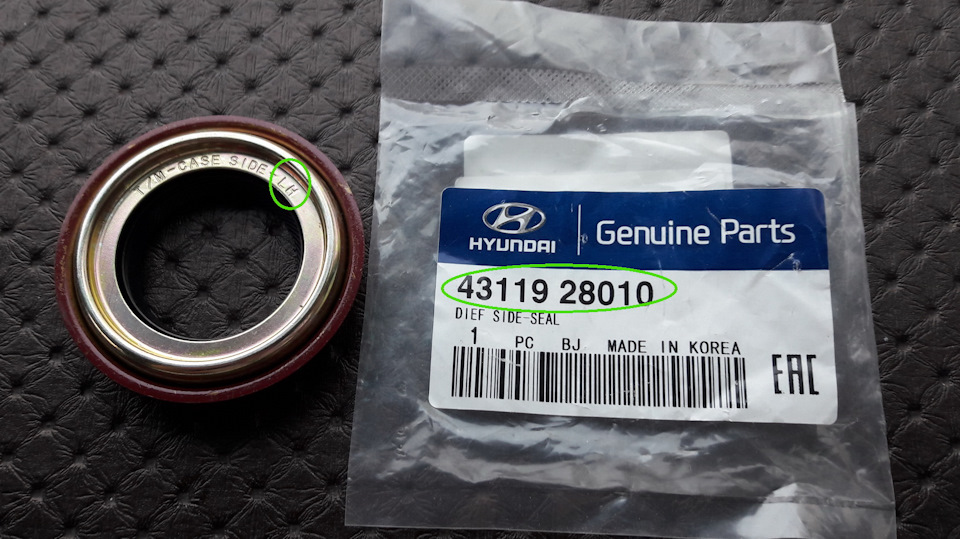 T/M-CASE SIDE-LH
HYUNDAI
Genuine Parts
43119 28010
DIEF SIDE-SEAL
1 PC BJ MADE IN KOREA
EAC